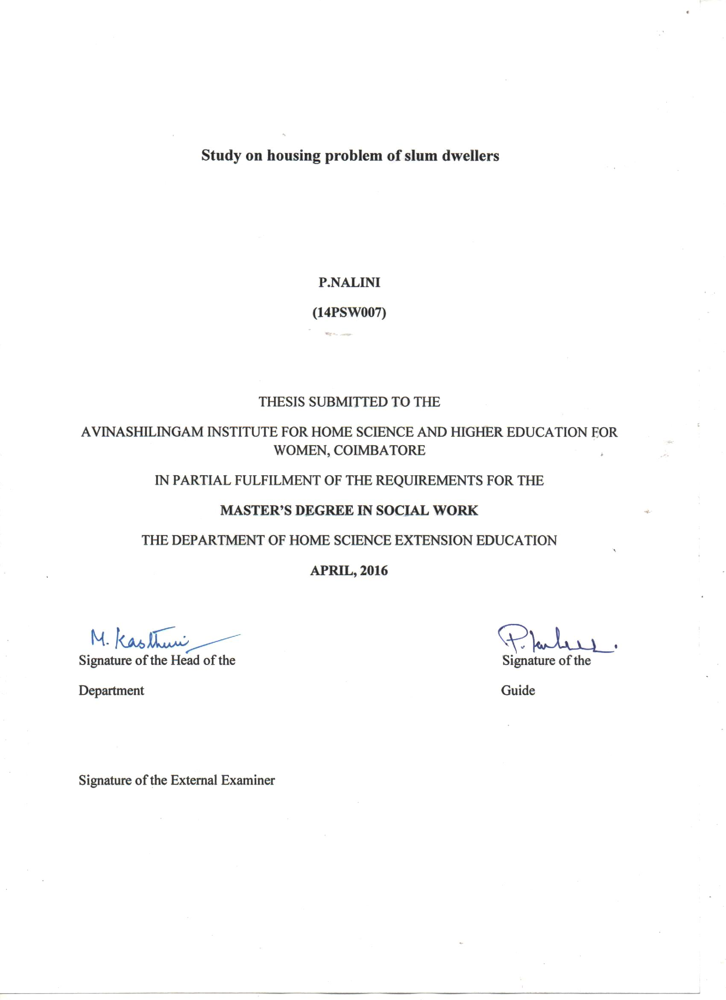 Study on housing problem of slum dwellers
P.NALINI
(14PSW007)
THESIS SUBMITTED TO THE
AVINASHILINGAM INSTITUTE FOR HOME SCIENCE AND HIGHER EDUCATION FOR
WOMEN, COIMBATORE
IN PARTIAL FULFILMENT OF THE REQUIREMENTS FOR THE
MASTER'S DEGREE IN SOCIAL WORK
THE DEPARTMENT OF HOME SCIENCE EXTENSION EDUCATION
APRIL, 2016
M. Kasthuri P.
Signature of the Head of the Signature of the
Department Guide
Signature of the External Examiner